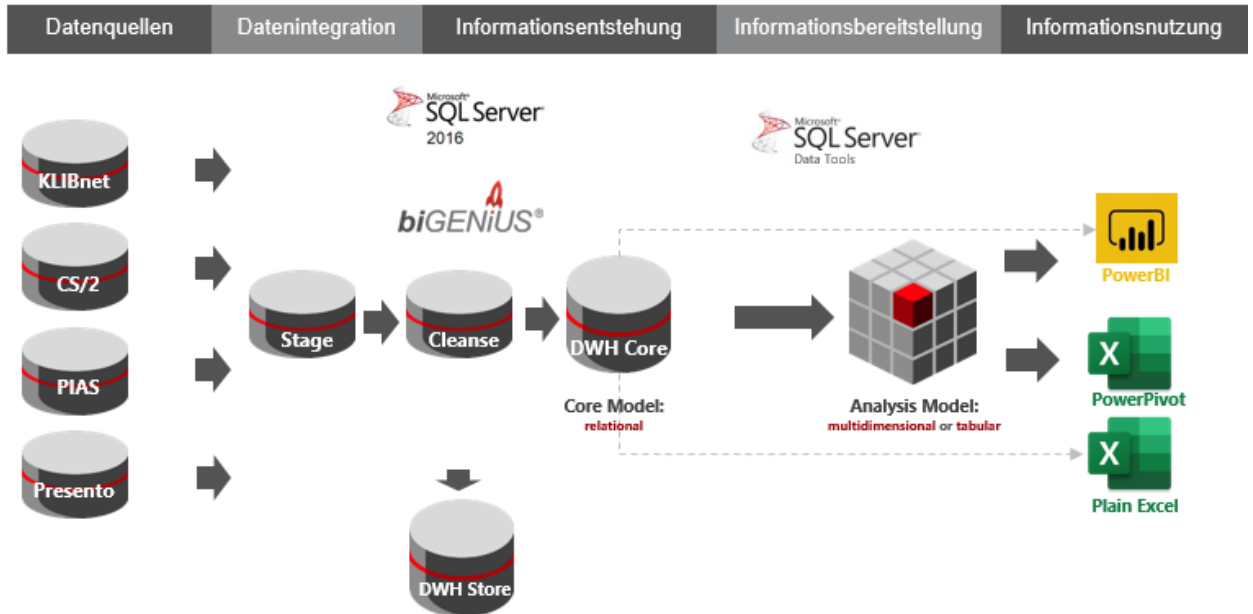 Datenquellen
Datenintegration
Informationsentstehung
Informationsbereitstellung
Informationsnutzung
Microsoft®
SQL Server®
2016
Microsoft®
SQL Server®
Data Tools
biGENiUS®
KLIBnet
CS/2
PIAS
Presento
Stage
Cleanse
DWH Core
Core Model:
relational
DWH Store
Analysis Model:
multidimensional or tabular
PowerBI
X
PowerPivot
X
Plain Excel